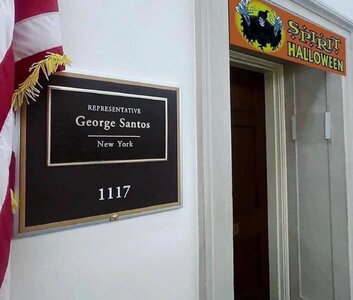 REPRESENTATIVE
George Santos
New York
1117
SPIRIT
HALLOWEEN